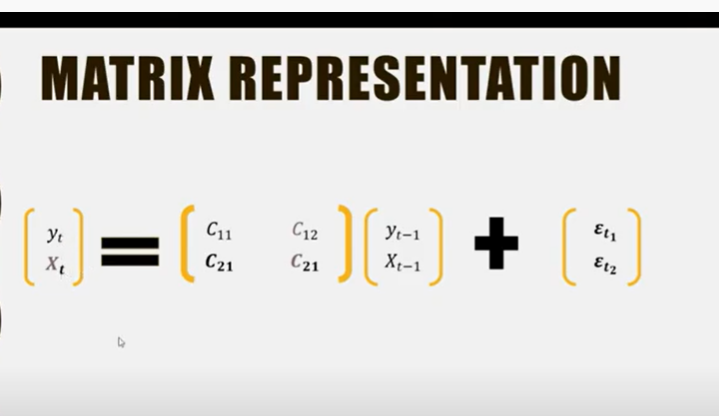 MATRIX REPRESENTATION
yₜ = C₁₁ C₁₂ yₜ₋₁ + εₜ₁
Xₜ C₂₁ C₂₁ Xₜ₋₁ εₜ₂